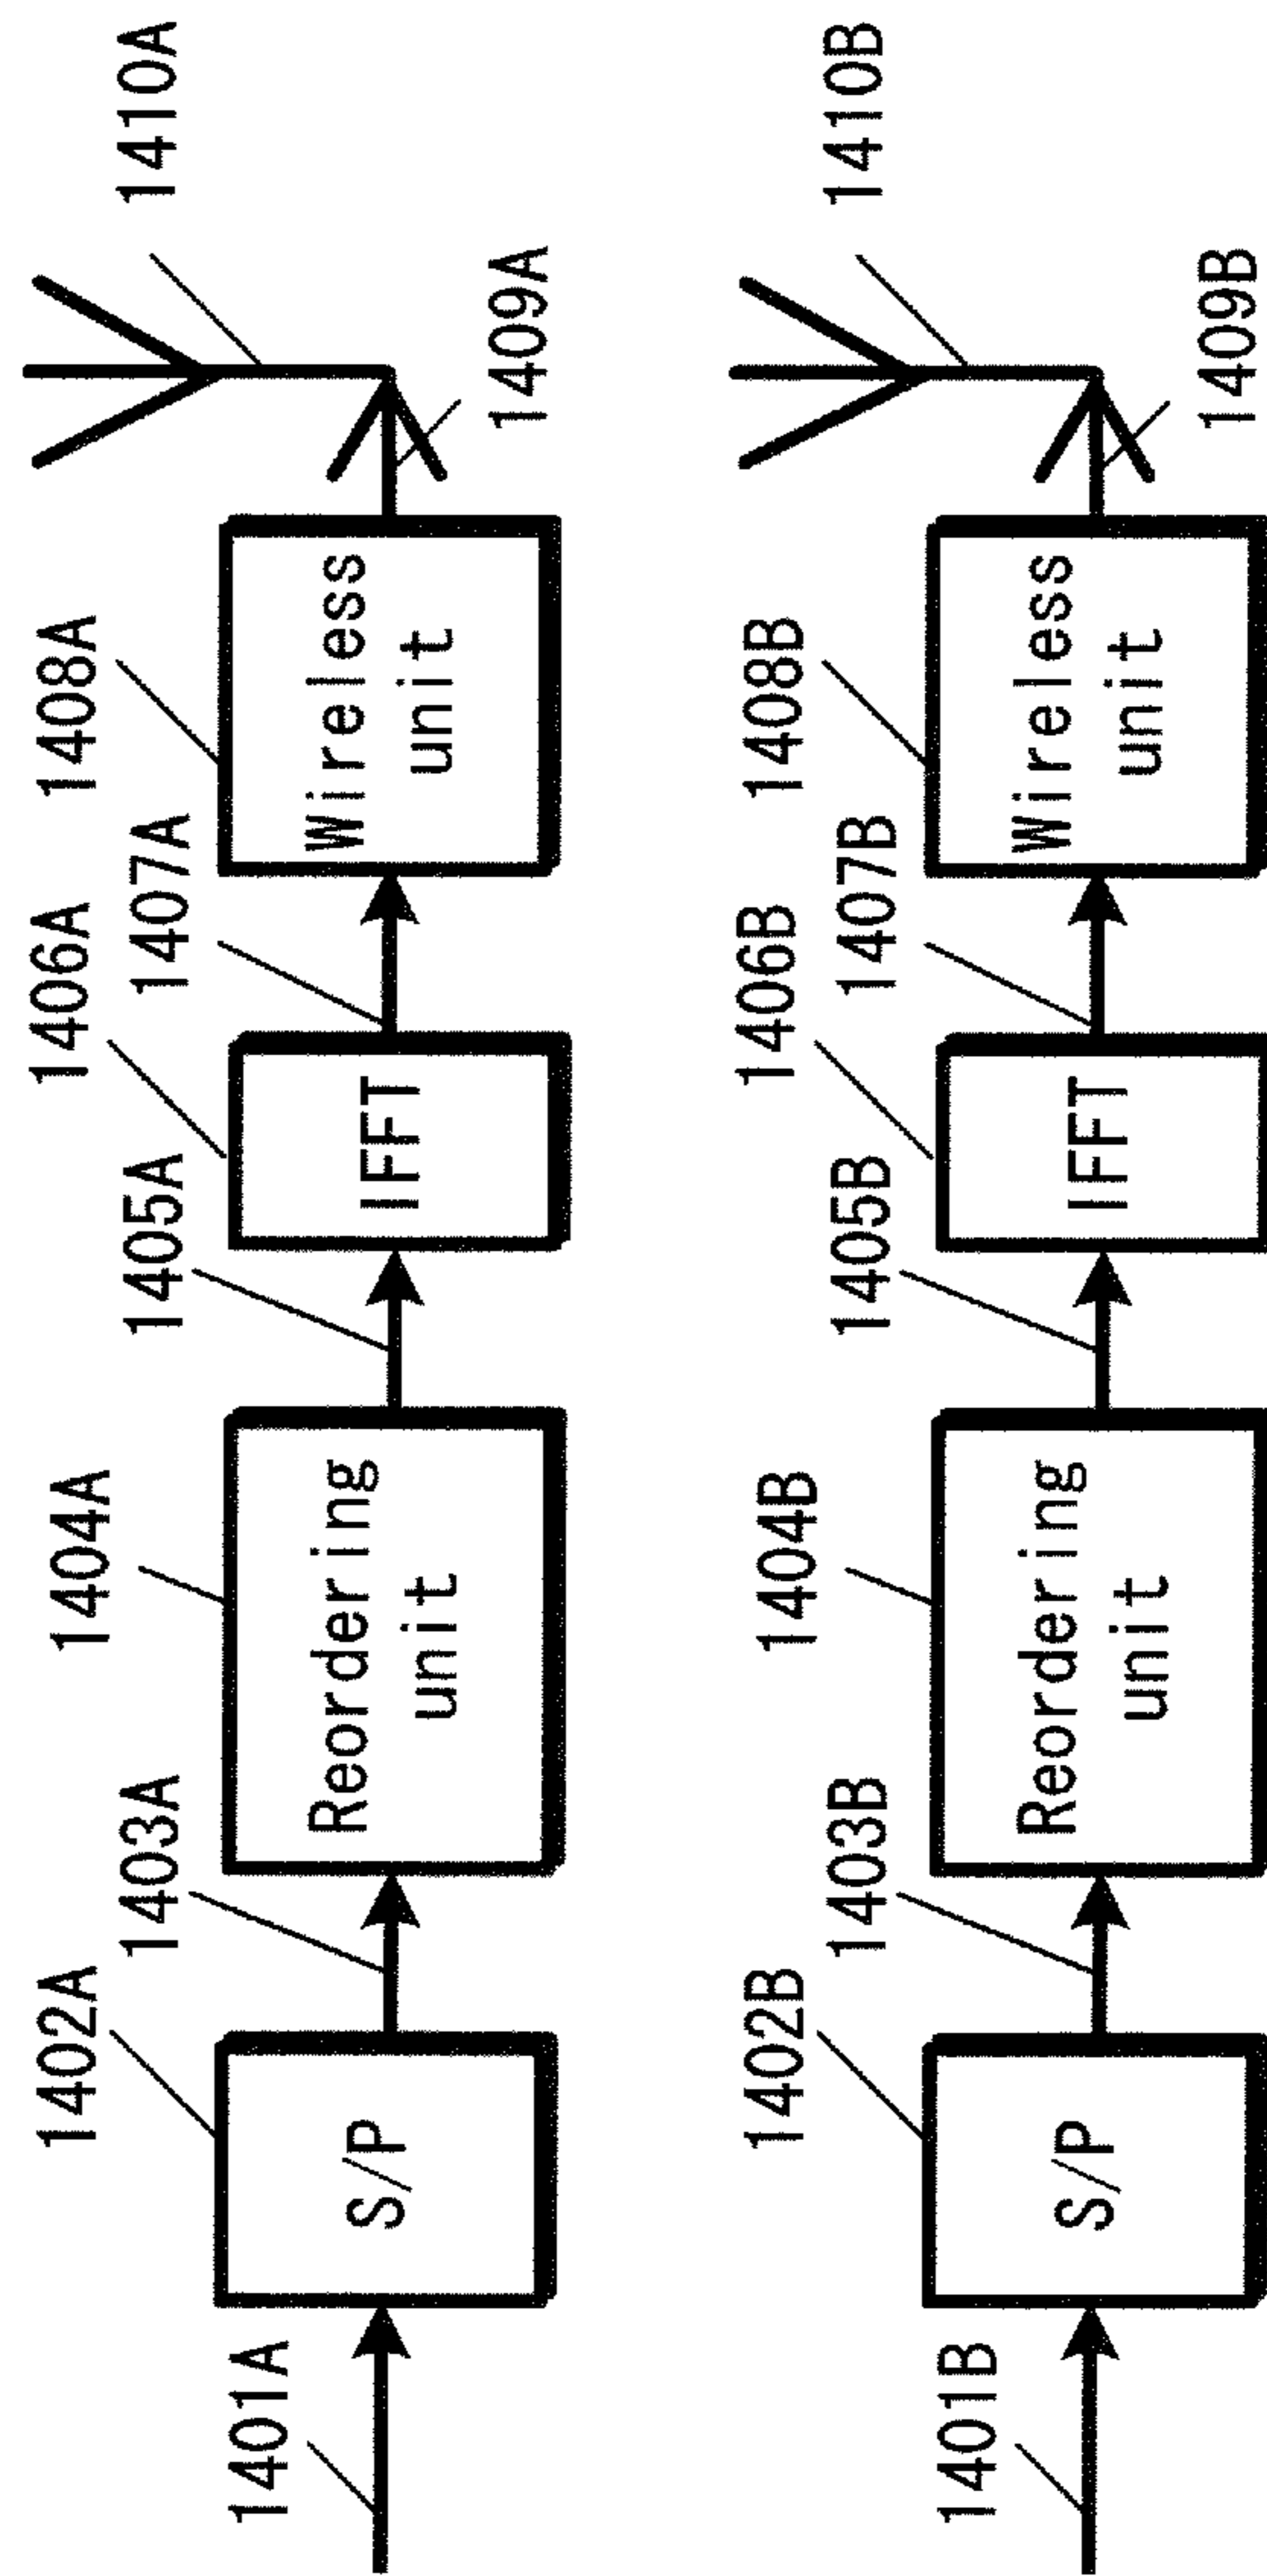 1401A
1402A
S/P
1403A
1404A
Reordering
unit
1405A
1406A
IFFT
1407A
1408A
Wireless
unit
1409A
1410A
1401B
1402B
S/P
1403B
1404B
Reordering
unit
1405B
1406B
IFFT
1407B
1408B
Wireless
unit
1409B
1410B